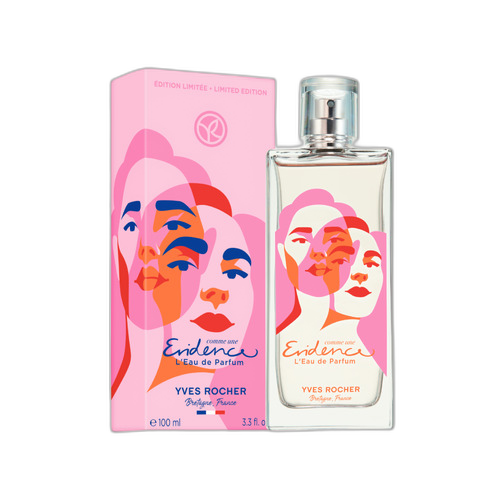 EDITION LIMITÉE • LIMITED EDITION
comme une
Evidence
L'Eau de Parfum
YVES ROCHER
Bretagne, France
e 100 ml
3.3 fl. o
comme une
Evidence
L'Eau de Parfum
YVES ROCHER
Bretagne, France